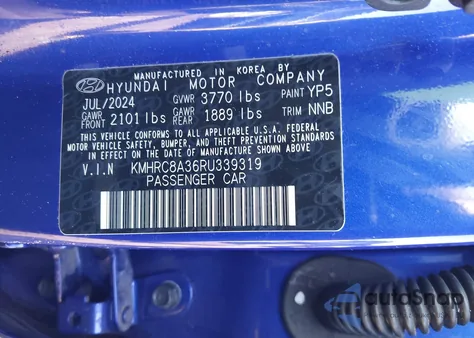 MANUFACTURED IN KOREA BY
HYUNDAI MOTOR COMPANY
JUL/2024 GVWR 3770 lbs PAINT YP5
GAWR FRONT 2101 lbs GAWR REAR 1889 lbs TRIM NNB
THIS VEHICLE CONFORMS TO ALL APPLICABLE U.S.A. FEDERAL
MOTOR VEHICLE SAFETY, BUMPER, AND THEFT PREVENTION STANDARDS
IN EFFECT ON THE DATE OF MANUFACTURE SHOWN ABOVE.
V.I.N KMHRC8A36RU339319
PASSENGER CAR
autoSnap